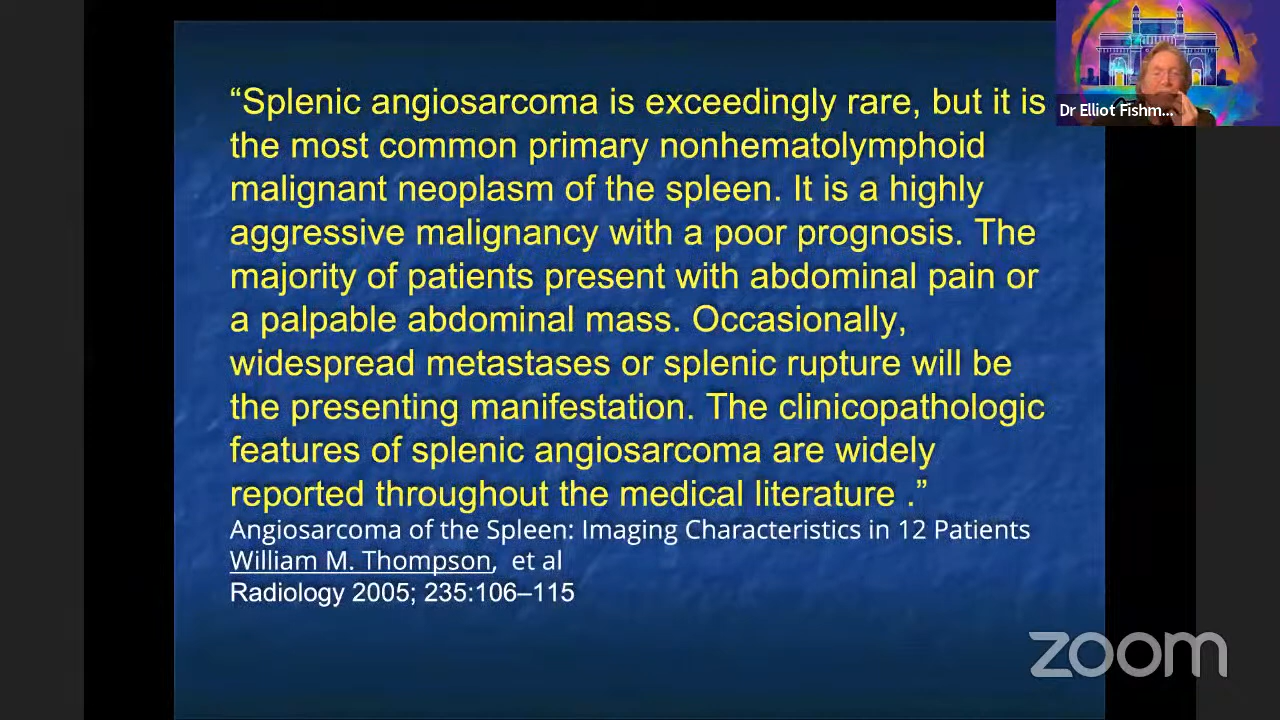 “Splenic angiosarcoma is exceedingly rare, but it is
the most common primary nonhematolymphoid
malignant neoplasm of the spleen. It is a highly
aggressive malignancy with a poor prognosis. The
majority of patients present with abdominal pain or
a palpable abdominal mass. Occasionally,
widespread metastases or splenic rupture will be
the presenting manifestation. The clinicopathologic
features of splenic angiosarcoma are widely
reported throughout the medical literature .”
Angiosarcoma of the Spleen: Imaging Characteristics in 12 Patients
William M. Thompson, et al
Radiology 2005; 235:106–115
Dr Elliot Fishm...
zoom